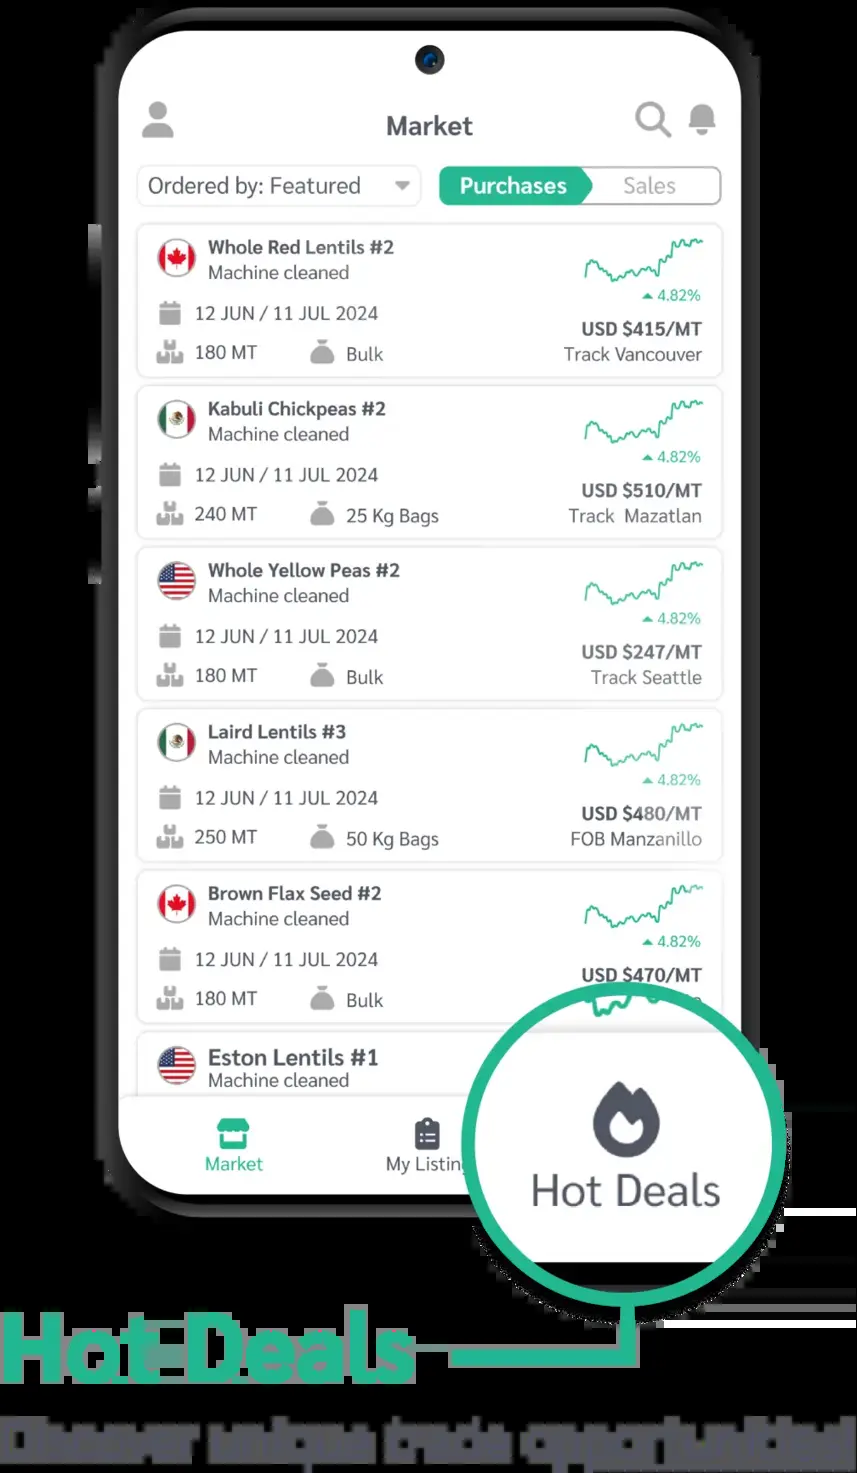 Market
Ordered by: Featured
Purchases
Sales
Whole Red Lentils #2
Machine cleaned
4.82%
12 JUN / 11 JUL 2024
USD $415/MT
180 MT
Bulk
Track Vancouver
Kabuli Chickpeas #2
Machine cleaned
4.82%
12 JUN / 11 JUL 2024
USD $510/MT
240 MT
25 Kg Bags
Track Mazatlan
Whole Yellow Peas #2
Machine cleaned
4.82%
12 JUN / 11 JUL 2024
USD $247/MT
180 MT
Bulk
Track Seattle
Laird Lentils #3
Machine cleaned
4.82%
12 JUN / 11 JUL 2024
USD $480/MT
250 MT
50 Kg Bags
FOB Manzanillo
Brown Flax Seed #2
Machine cleaned
4.82%
12 JUN / 11 JUL 2024
USD $470/MT
180 MT
Bulk
Eston Lentils #1
Machine cleaned
Market
My Listing
Hot Deals
Hot Deals
Discover unique trade opportunities!